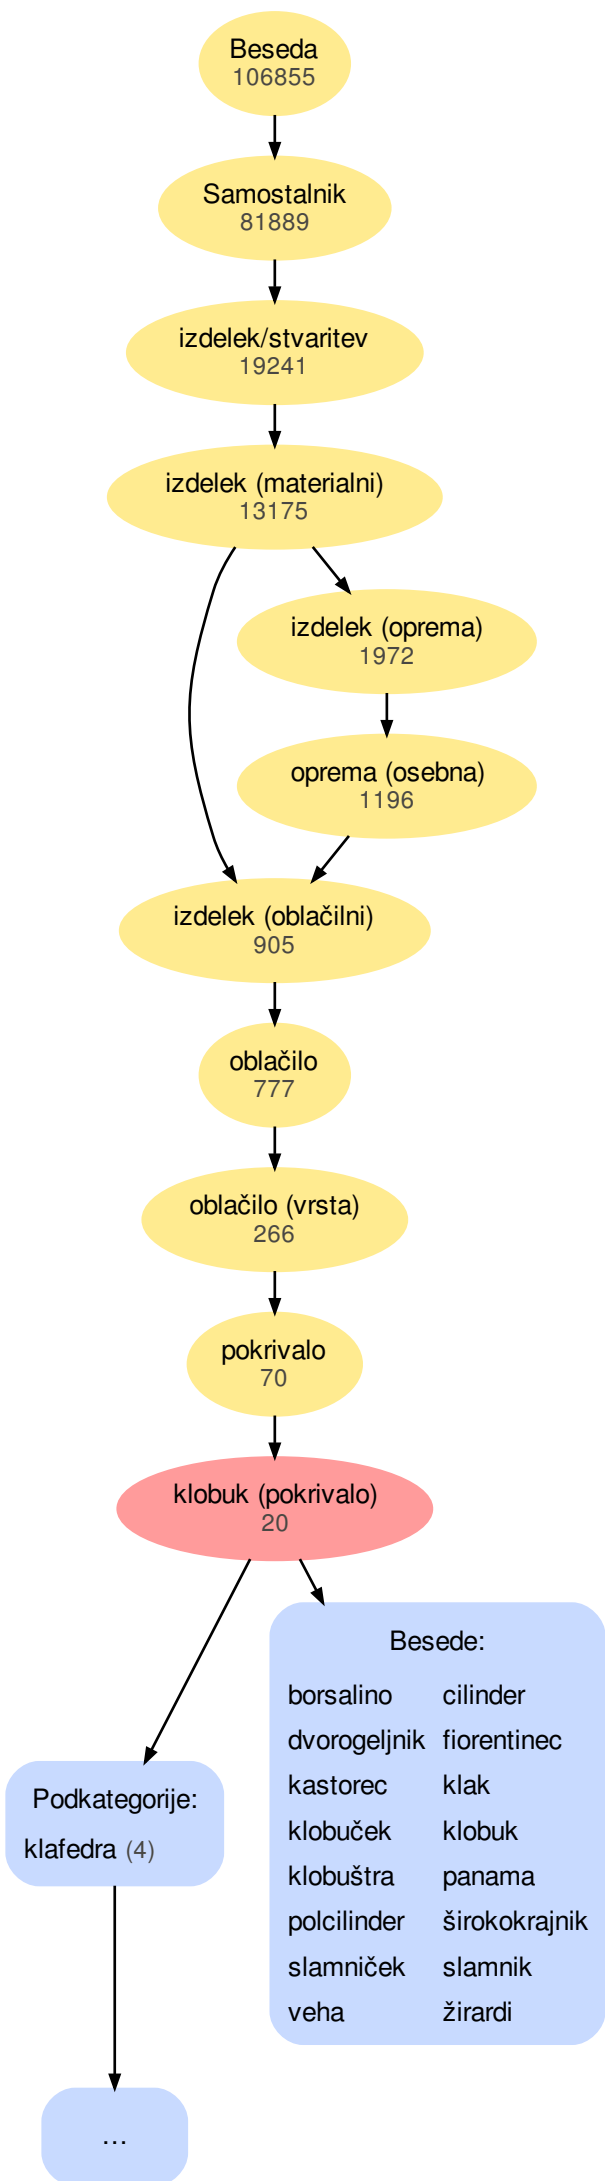 Beseda
106855
Samostalnik
81889
izdelek/stvaritev
19241
izdelek (materialni)
13175
izdelek (oprema)
1972
oprema (osebna)
1196
izdelek (oblačilni)
905
oblačilo
777
oblačilo (vrsta)
266
pokrivalo
70
klobuk (pokrivalo)
20
Besede:
borsalino cilinder
dvorogeljnik fiorentinec
kastorec klak
klobuček klobuk
klobuštra panama
polcilinder širokokrajnik
slamniček slamnik
veha žirardi
Podkategorije:
klafedra (4)
...